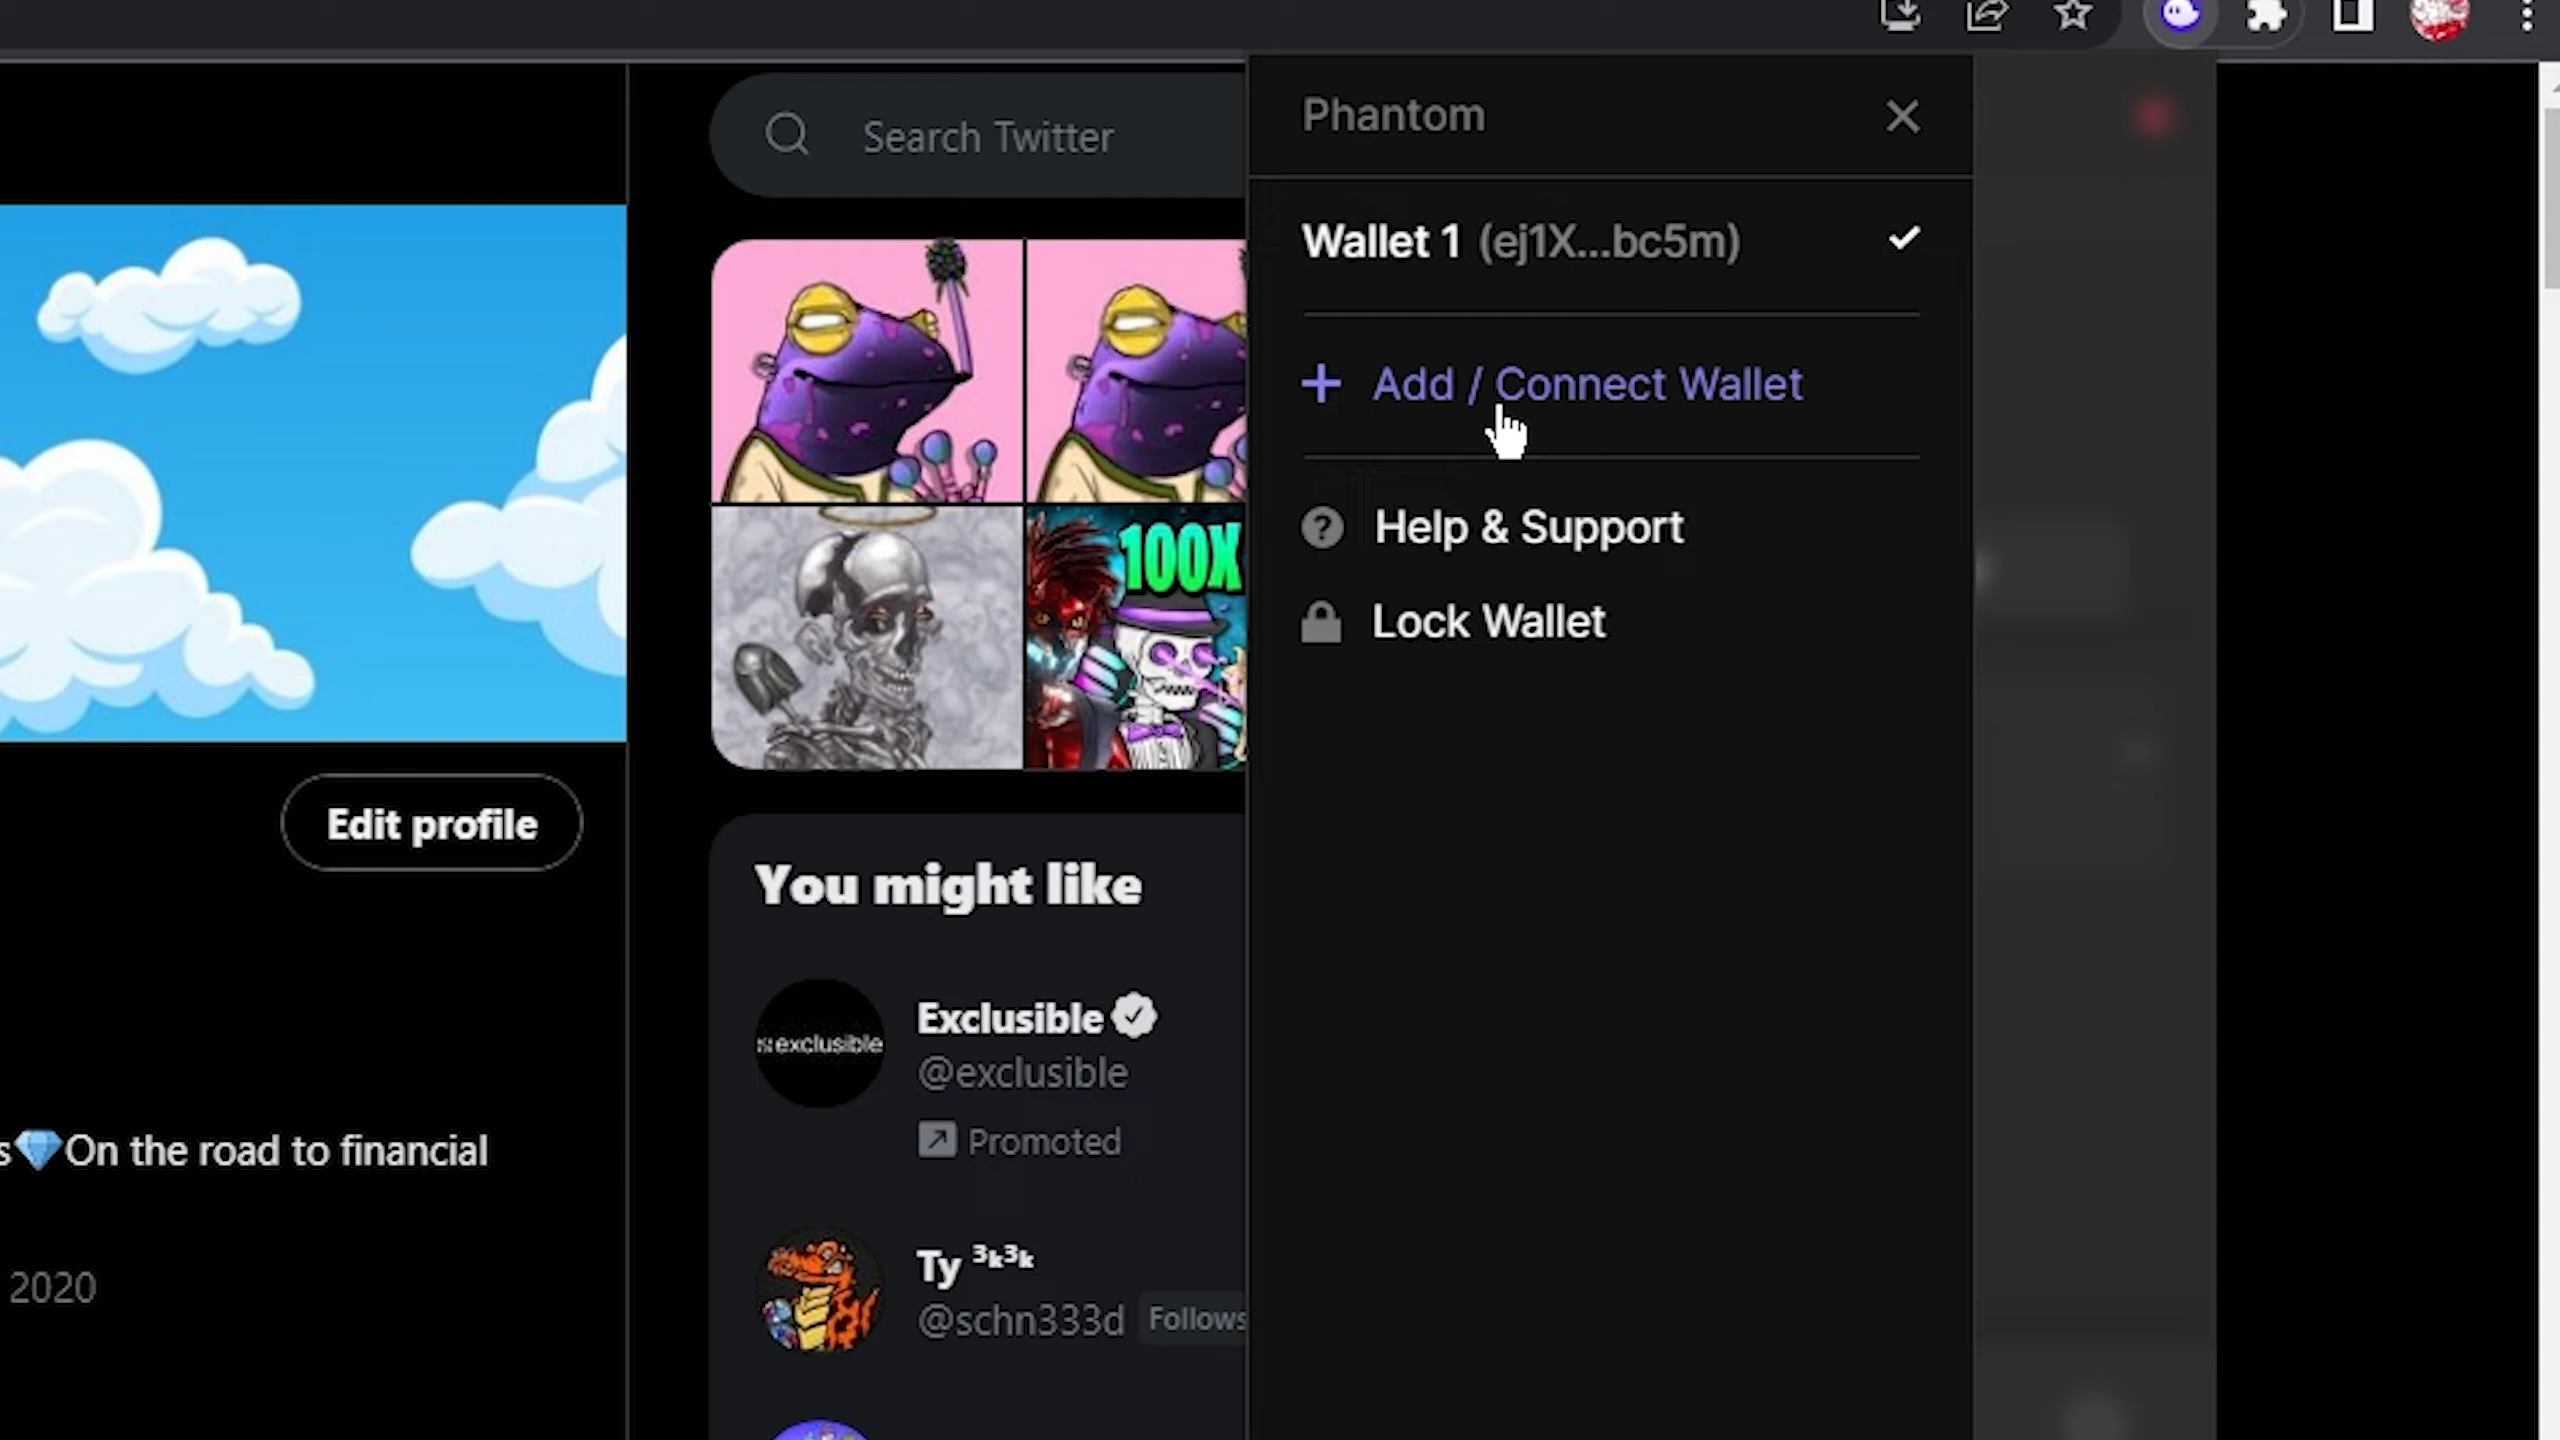 Search Twitter
100X
Edit profile
s💎On the road to financial
2020
You might like
exclusible
Exclusible
@exclusible
Promoted
Ty ³ᵏ³ᵏ
@schn333d Follows
Phantom
Wallet 1 (ej1X...bc5m)
+ Add / Connect Wallet
Help & Support
Lock Wallet